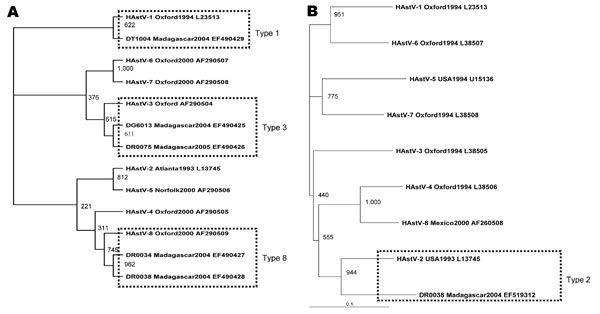 A
HAstV-1 Oxford1994 L23513
622
DT1004 Madagascar2004 EF490429
Type 1
HAstV-6 Oxford2000 AF290507
1,000
HAstV-7 Oxford2000 AF290508
376
HAstV-3 Oxford AF290504
615
DG6013 Madagascar2004 EF490425
611
DR0075 Madagascar2005 EF490426
Type 3
HAstV-2 Atlanta1993 L13745
812
HAstV-5 Norfolk2000 AF290506
221
HAstV-4 Oxford2000 AF290505
311
HAstV-8 Oxford2000 AF290509
745
DR0034 Madagascar2004 EF490427
982
DR0038 Madagascar2004 EF490428
Type 8
B
HAstV-1 Oxford1994 L23513
951
HAstV-6 Oxford1994 L38507
HAstV-5 USA1994 U15136
775
HAstV-7 Oxford1994 L38508
HAstV-3 Oxford1994 L38505
440
HAstV-4 Oxford1994 L38506
1,000
HAstV-8 Mexico2000 AF260508
555
HAstV-2 USA1993 L13745
944
DR0038 Madagascar2004 EF519312
Type 2
0.1